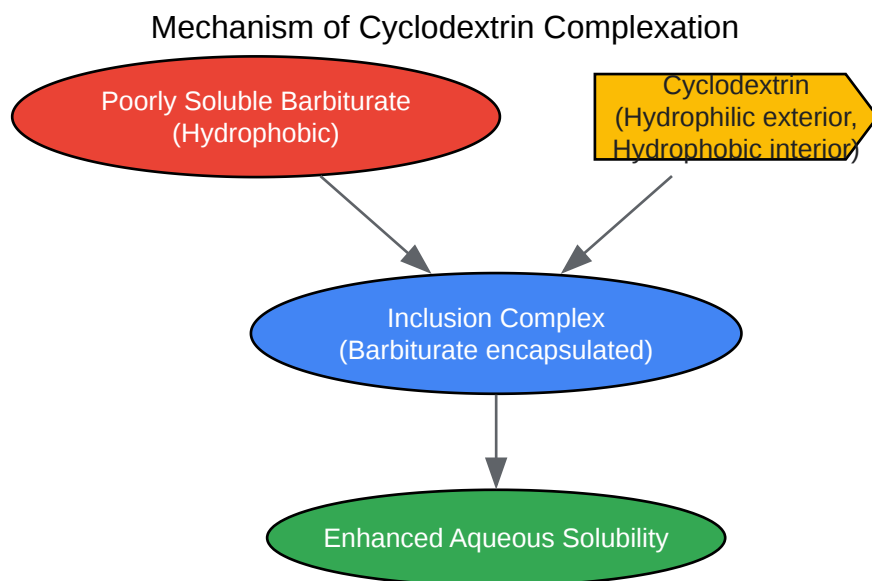 Mechanism of Cyclodextrin Complexation
Poorly Soluble Barbiturate
(Hydrophobic)
Cyclodextrin
(Hydrophilic exterior,
Hydrophobic interior)
Inclusion Complex
(Barbiturate encapsulated)
Enhanced Aqueous Solubility